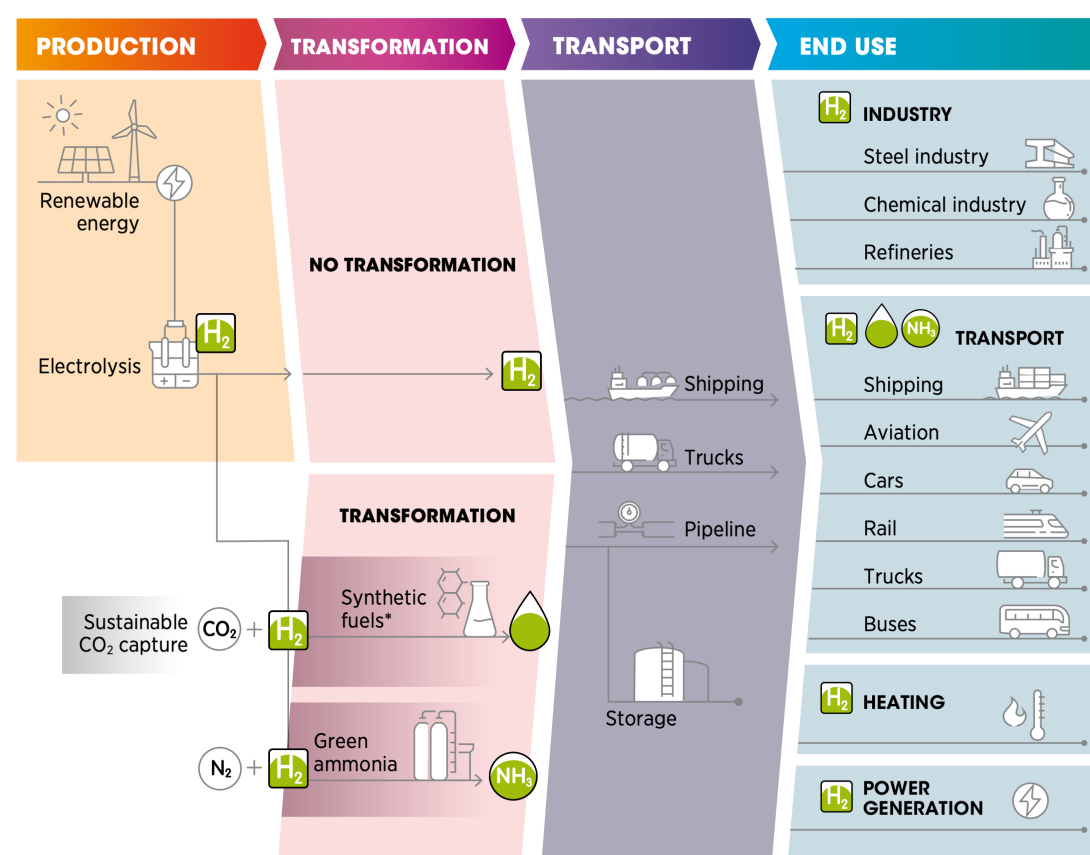 PRODUCTION
TRANSFORMATION
TRANSPORT
END USE
Renewable
energy
Electrolysis
H₂
+ −
NO TRANSFORMATION
H₂
TRANSFORMATION
Sustainable
CO₂ capture
CO₂ + H₂
Synthetic
fuels*
N₂ + H₂
Green
ammonia
NH₃
Shipping
Trucks
Pipeline
Storage
H₂ INDUSTRY
Steel industry
Chemical industry
Refineries
H₂ NH₃ TRANSPORT
Shipping
Aviation
Cars
Rail
Trucks
Buses
H₂ HEATING
H₂ POWER
GENERATION